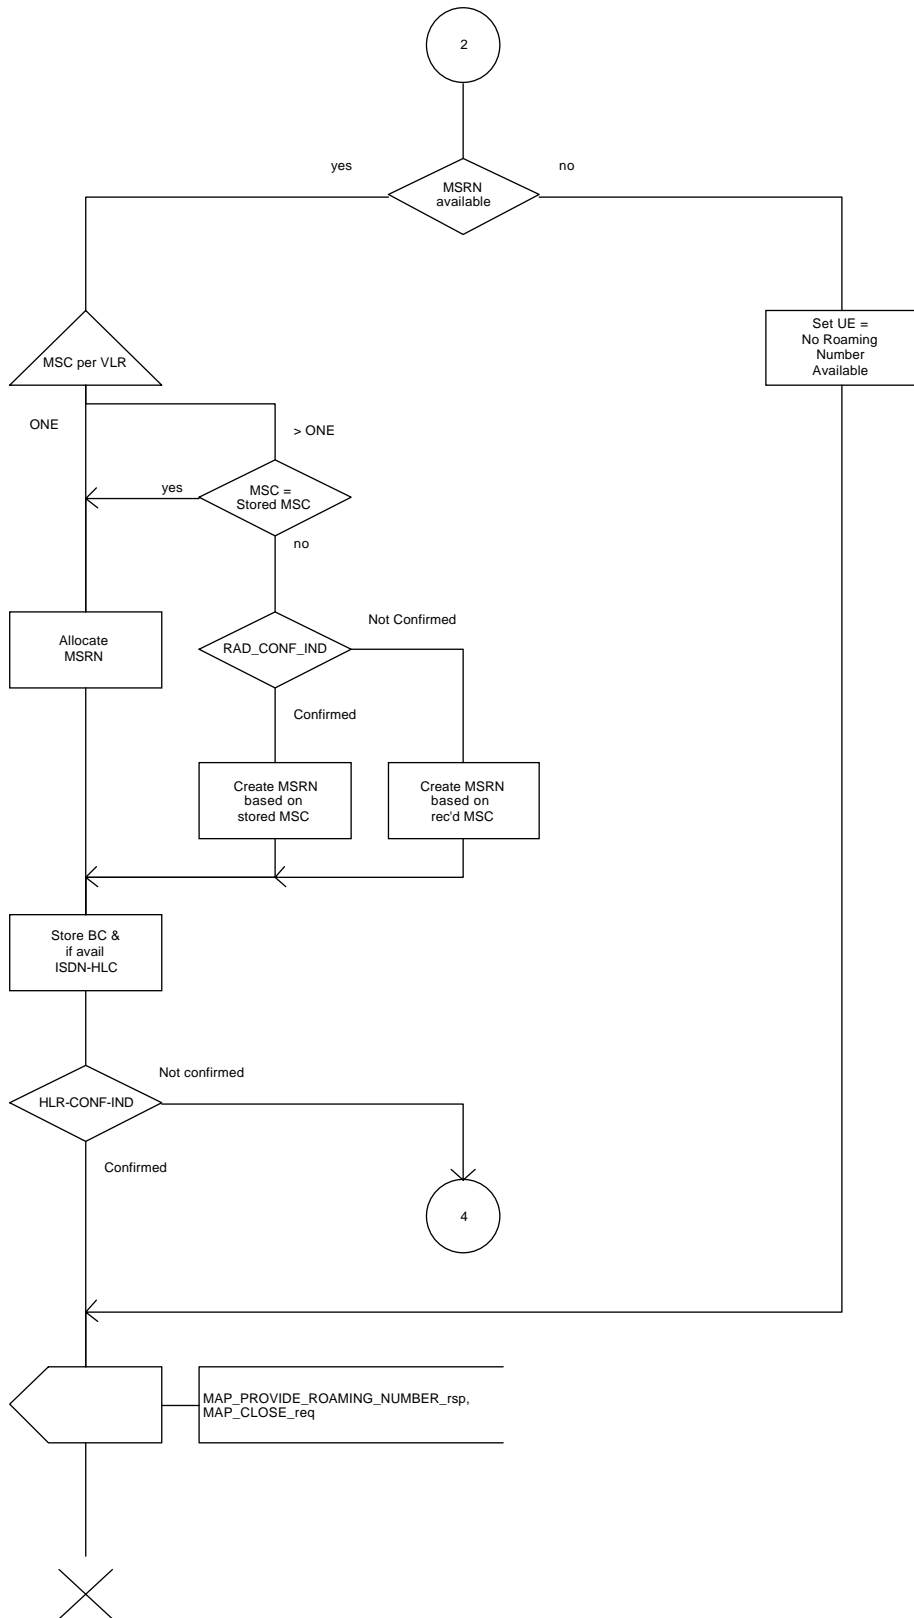 2
yes
no
MSRN
available
Set UE =
No Roaming
Number
Available
MSC per VLR
ONE
> ONE
yes
MSC =
Stored MSC
no
Allocate
MSRN
Not Confirmed
RAD_CONF_IND
Confirmed
Create MSRN
based on
stored MSC
Create MSRN
based on
rec'd MSC
Store BC &
if avail
ISDN-HLC
Not confirmed
HLR-CONF-IND
Confirmed
4
MAP_PROVIDE_ROAMING_NUMBER_rsp,
MAP_CLOSE_req